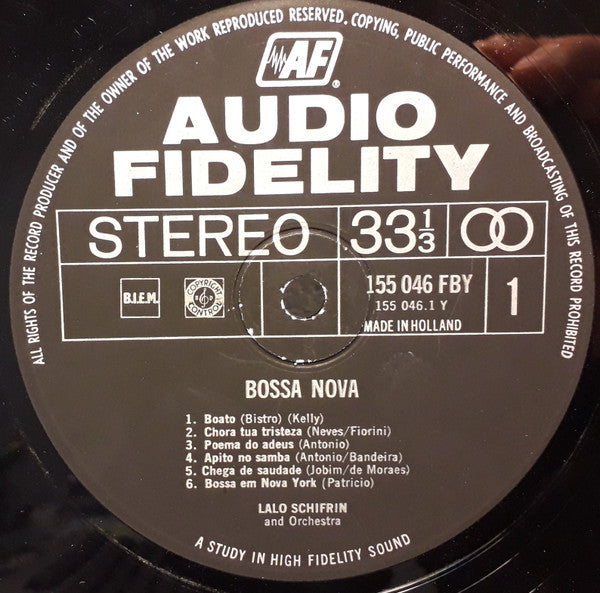 ALL RIGHTS OF THE RECORD PRODUCER AND OF THE OWNER OF THE WORK REPRODUCED RESERVED. COPYING, PUBLIC PERFORMANCE AND BROADCASTING OF THIS RECORD PROHIBITED
AF
®
AUDIO
FIDELITY
STEREO 33⅓
B.I.E.M. COPYRIGHT CONTROL 155 046 FBY 1
155 046.1 Y
MADE IN HOLLAND
BOSSA NOVA
1. Boato (Bistro) (Kelly)
2. Chora tua tristeza (Neves/Fiorini)
3. Poema do adeus (Antonio)
4. Apito no samba (Antonio/Bandeira)
5. Chega de saudade (Jobim/de Moraes)
6. Bossa em Nova York (Patricio)
LALO SCHIFRIN
and Orchestra
A STUDY IN HIGH FIDELITY SOUND